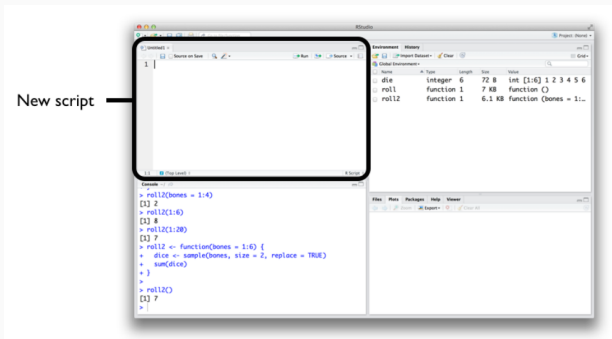 RStudio
Project: (None)
Untitled1
Source on Save
Run
Source
1
New script
1:1
(Top Level)
R Script
Console
> roll2(bones = 1:4)
[1] 2
> roll2(1:6)
[1] 8
> roll2(1:20)
[1] 7
> roll2 <- function(bones = 1:6) {
+ dice <- sample(bones, size = 2, replace = TRUE)
+ sum(dice)
+ }
>
> roll2()
[1] 7
>
Environment History
Import Dataset Clear
Grid
Global Environment
Name Type Length Size Value
die integer 6 72 B int [1:6] 1 2 3 4 5 6
roll function 1 7 KB function ()
roll2 function 1 6.1 KB function (bones = 1:…
Files Plots Packages Help Viewer
Zoom Export Clear All